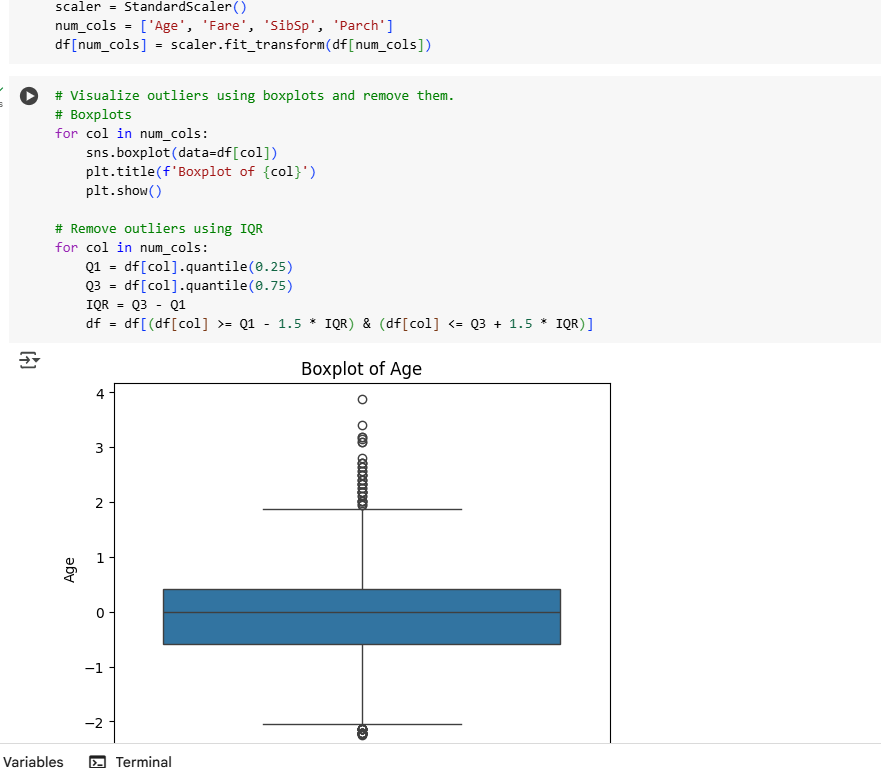 scaler = StandardScaler()
num_cols = ['Age', 'Fare', 'SibSp', 'Parch']
df[num_cols] = scaler.fit_transform(df[num_cols])
# Visualize outliers using boxplots and remove them.
# Boxplots
for col in num_cols:
    sns.boxplot(data=df[col])
    plt.title(f'Boxplot of {col}')
    plt.show()
# Remove outliers using IQR
for col in num_cols:
    Q1 = df[col].quantile(0.25)
    Q3 = df[col].quantile(0.75)
    IQR = Q3 - Q1
    df = df[(df[col] >= Q1 - 1.5 * IQR) & (df[col] <= Q3 + 1.5 * IQR)]
Boxplot of Age
4
3
2
1
0
−1
−2
Age
Variables
Terminal